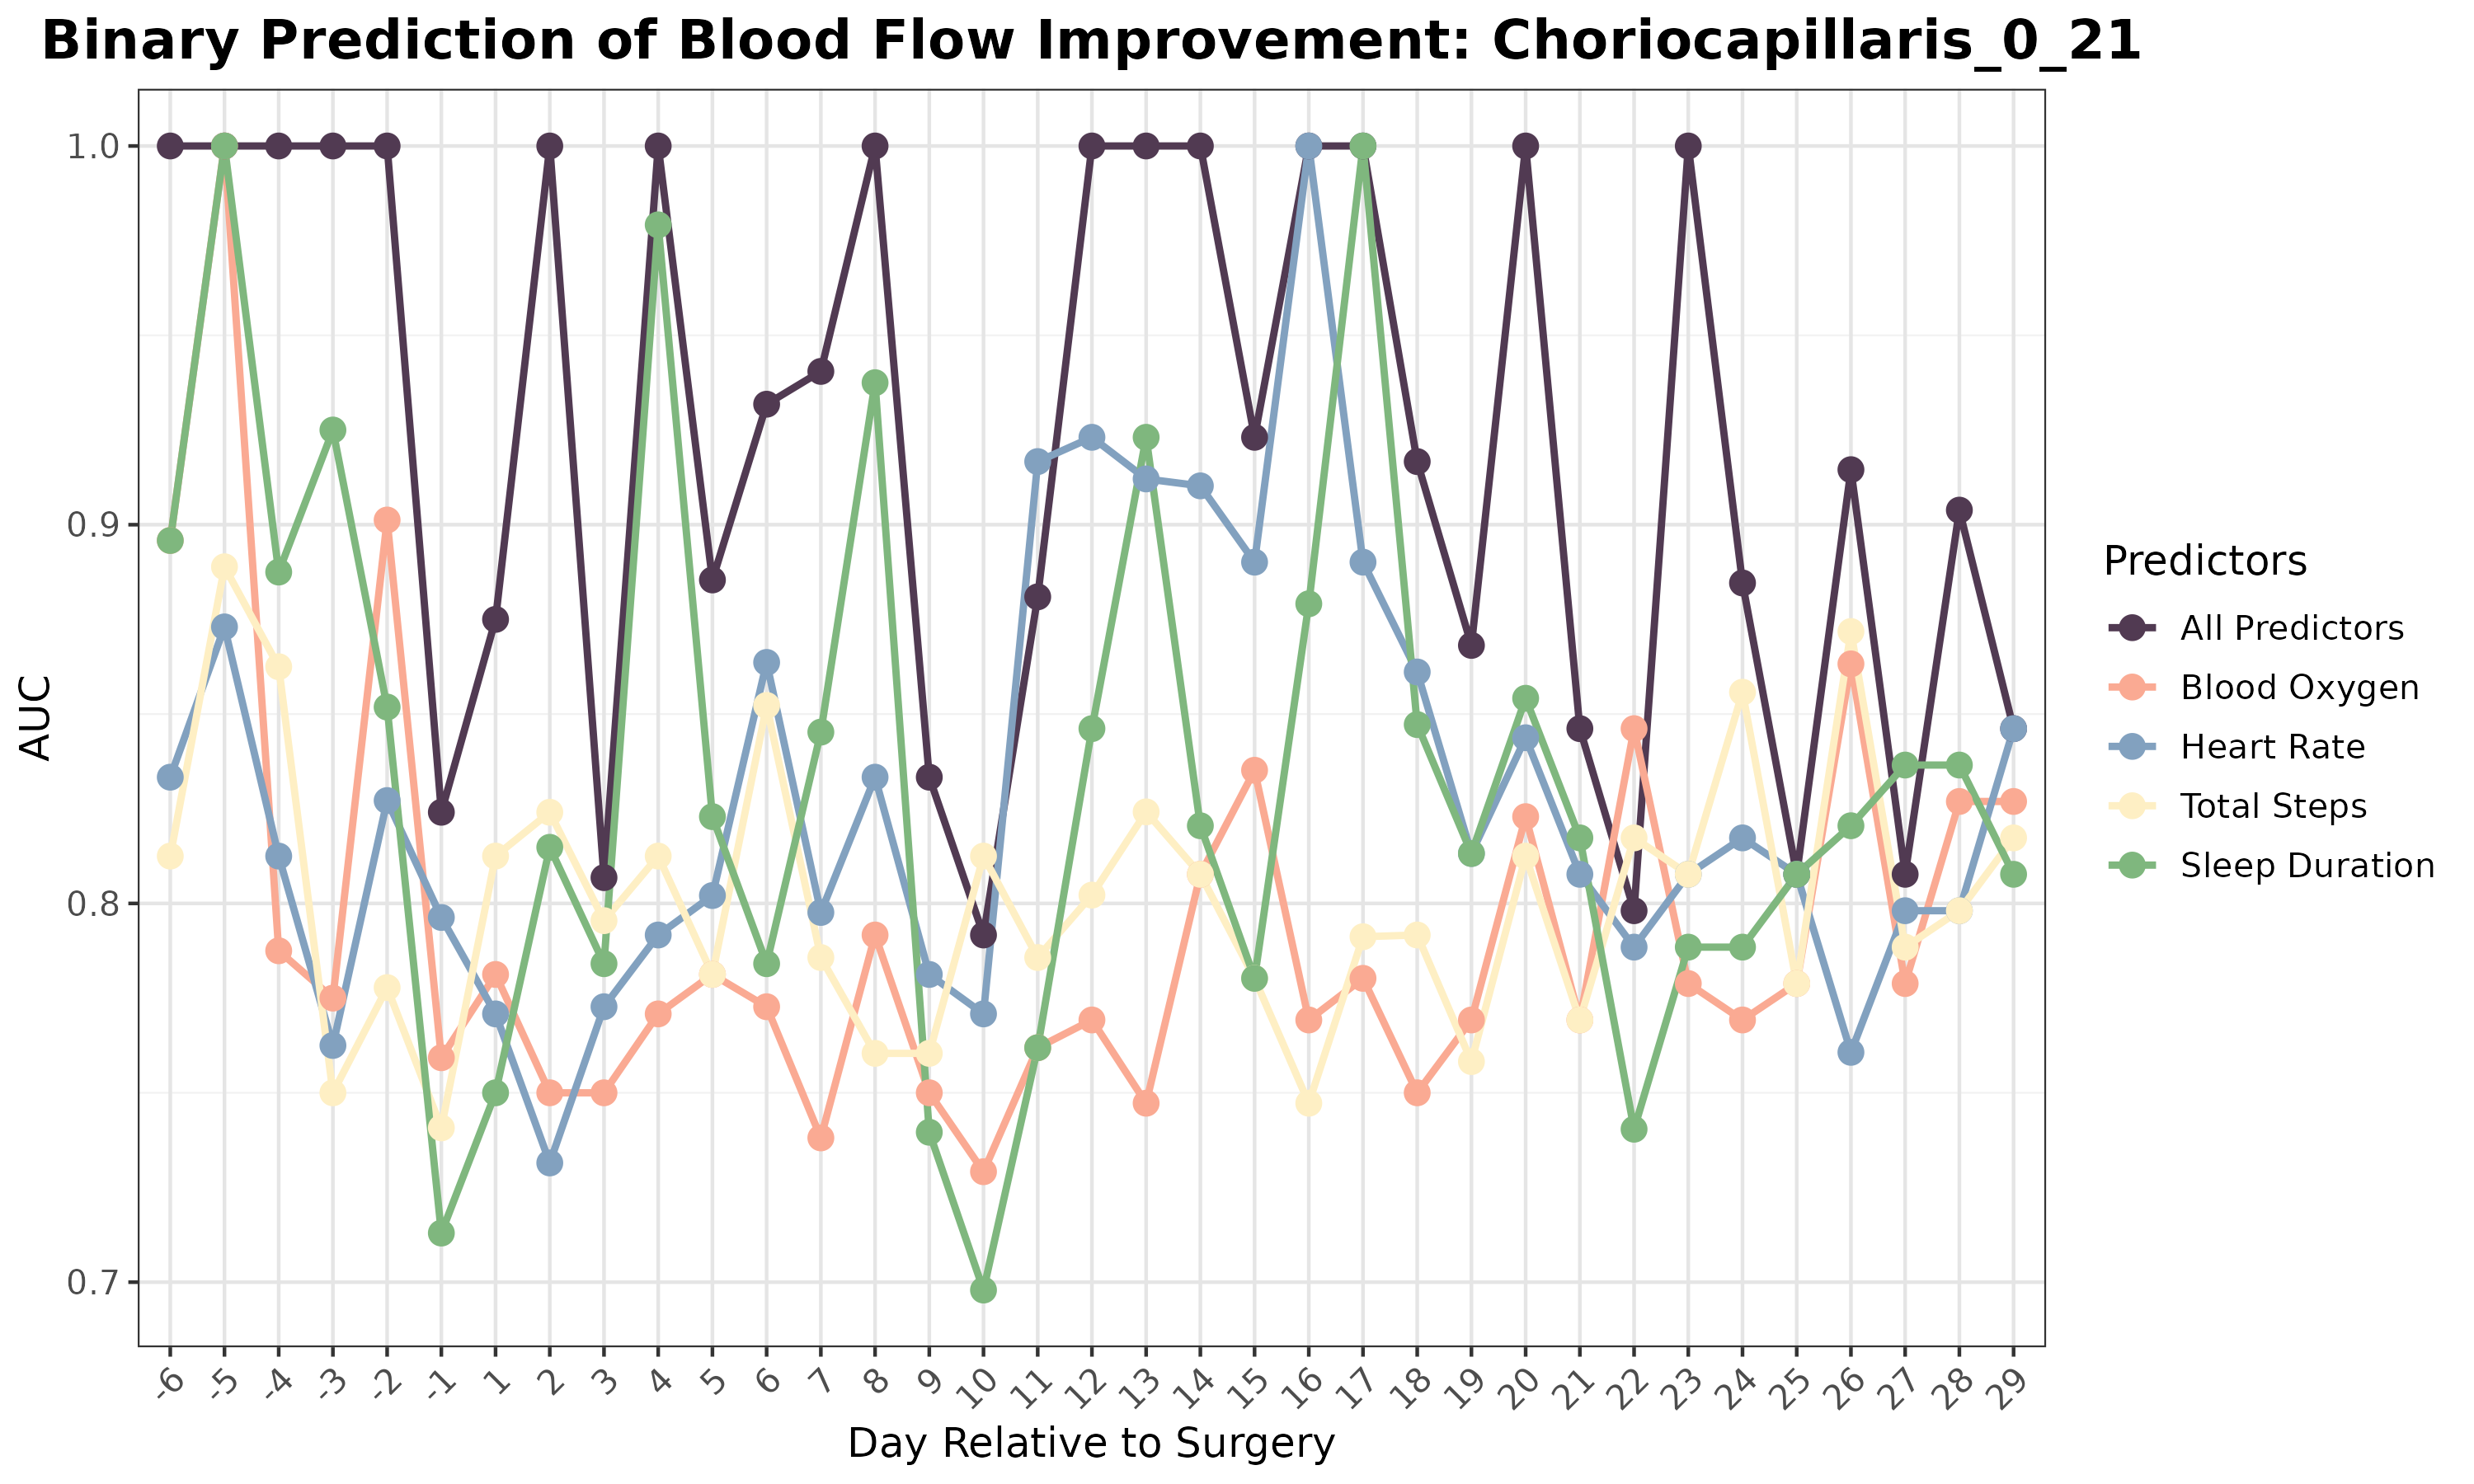 Binary Prediction of Blood Flow Improvement: Choriocapillaris_0_21
AUC
1.0
0.9
0.8
0.7
-6 -5 -4 -3 -2 -1 1 2 3 4 5 6 7 8 9 10 11 12 13 14 15 16 17 18 19 20 21 22 23 24 25 26 27 28 29
Day Relative to Surgery
Predictors
All Predictors
Blood Oxygen
Heart Rate
Total Steps
Sleep Duration